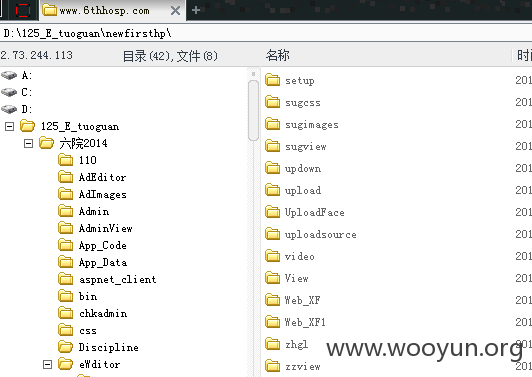 www.6thhosp.com
D:\125_E_tuoguan\newfirsthp\
2.73.244.113
目录(42),文件(8)
名称
时间
A:
C:
D:
125_E_tuoguan
六院2014
110
AdEditor
AdImages
Admin
AdminView
App_Code
App_Data
aspnet_client
bin
chkadmin
css
Discipline
eWditor
setup
201
sugcss
201
sugimages
201
sugview
201
updown
201
upload
201
UploadFace
201
uploadsource
201
video
201
View
201
Web_XF
201
Web_XF1
201
zhgl
201
zzview
201
www.wooyun.org